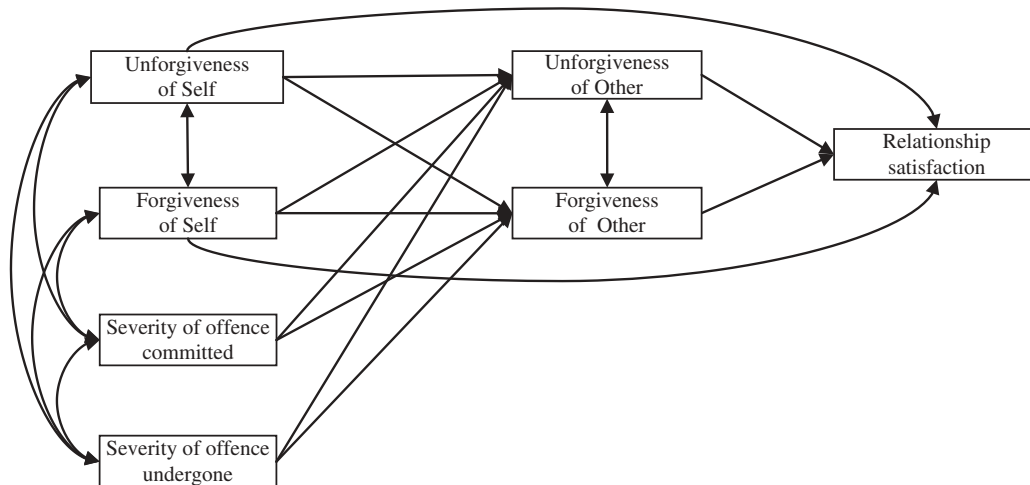 Unforgiveness
of Self
Unforgiveness
of Other
Relationship
satisfaction
Forgiveness
of Self
Forgiveness
of Other
Severity of offence
committed
Severity of offence
undergone